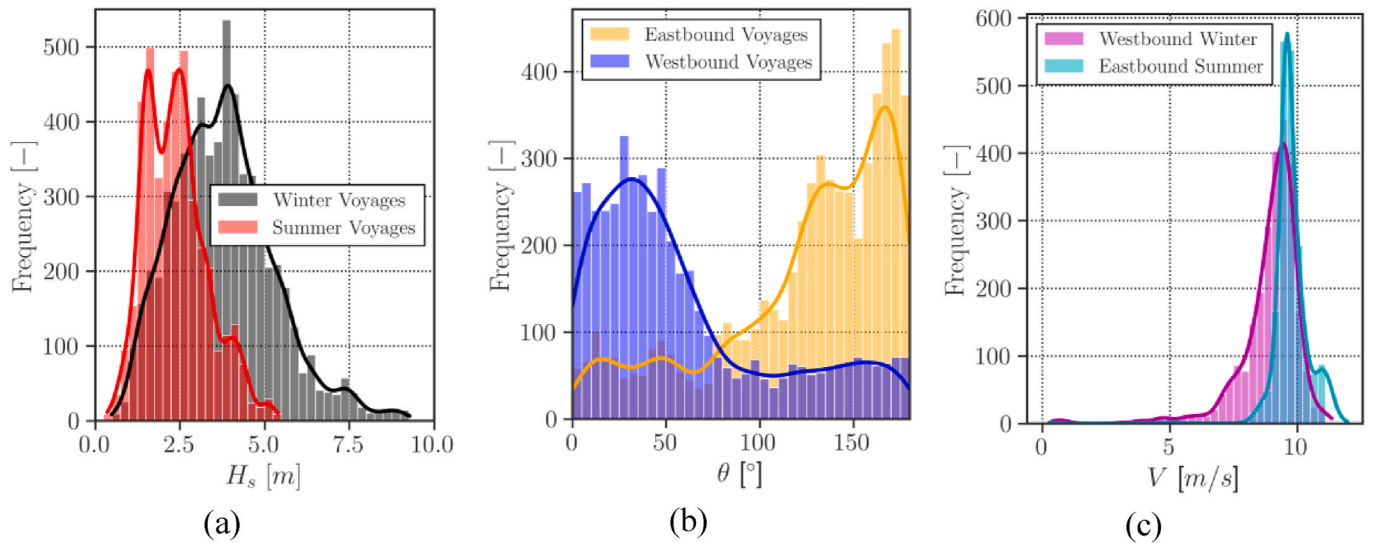 Frequency [−]
500
400
300
200
100
0
0.0
2.5
5.0
7.5
10.0
H_s [m]
Winter Voyages
Summer Voyages
(a)
Frequency [−]
400
300
200
100
0
0
50
100
150
θ [°]
Eastbound Voyages
Westbound Voyages
(b)
Frequency [−]
600
500
400
300
200
100
0
0
5
10
V [m/s]
Westbound Winter
Eastbound Summer
(c)